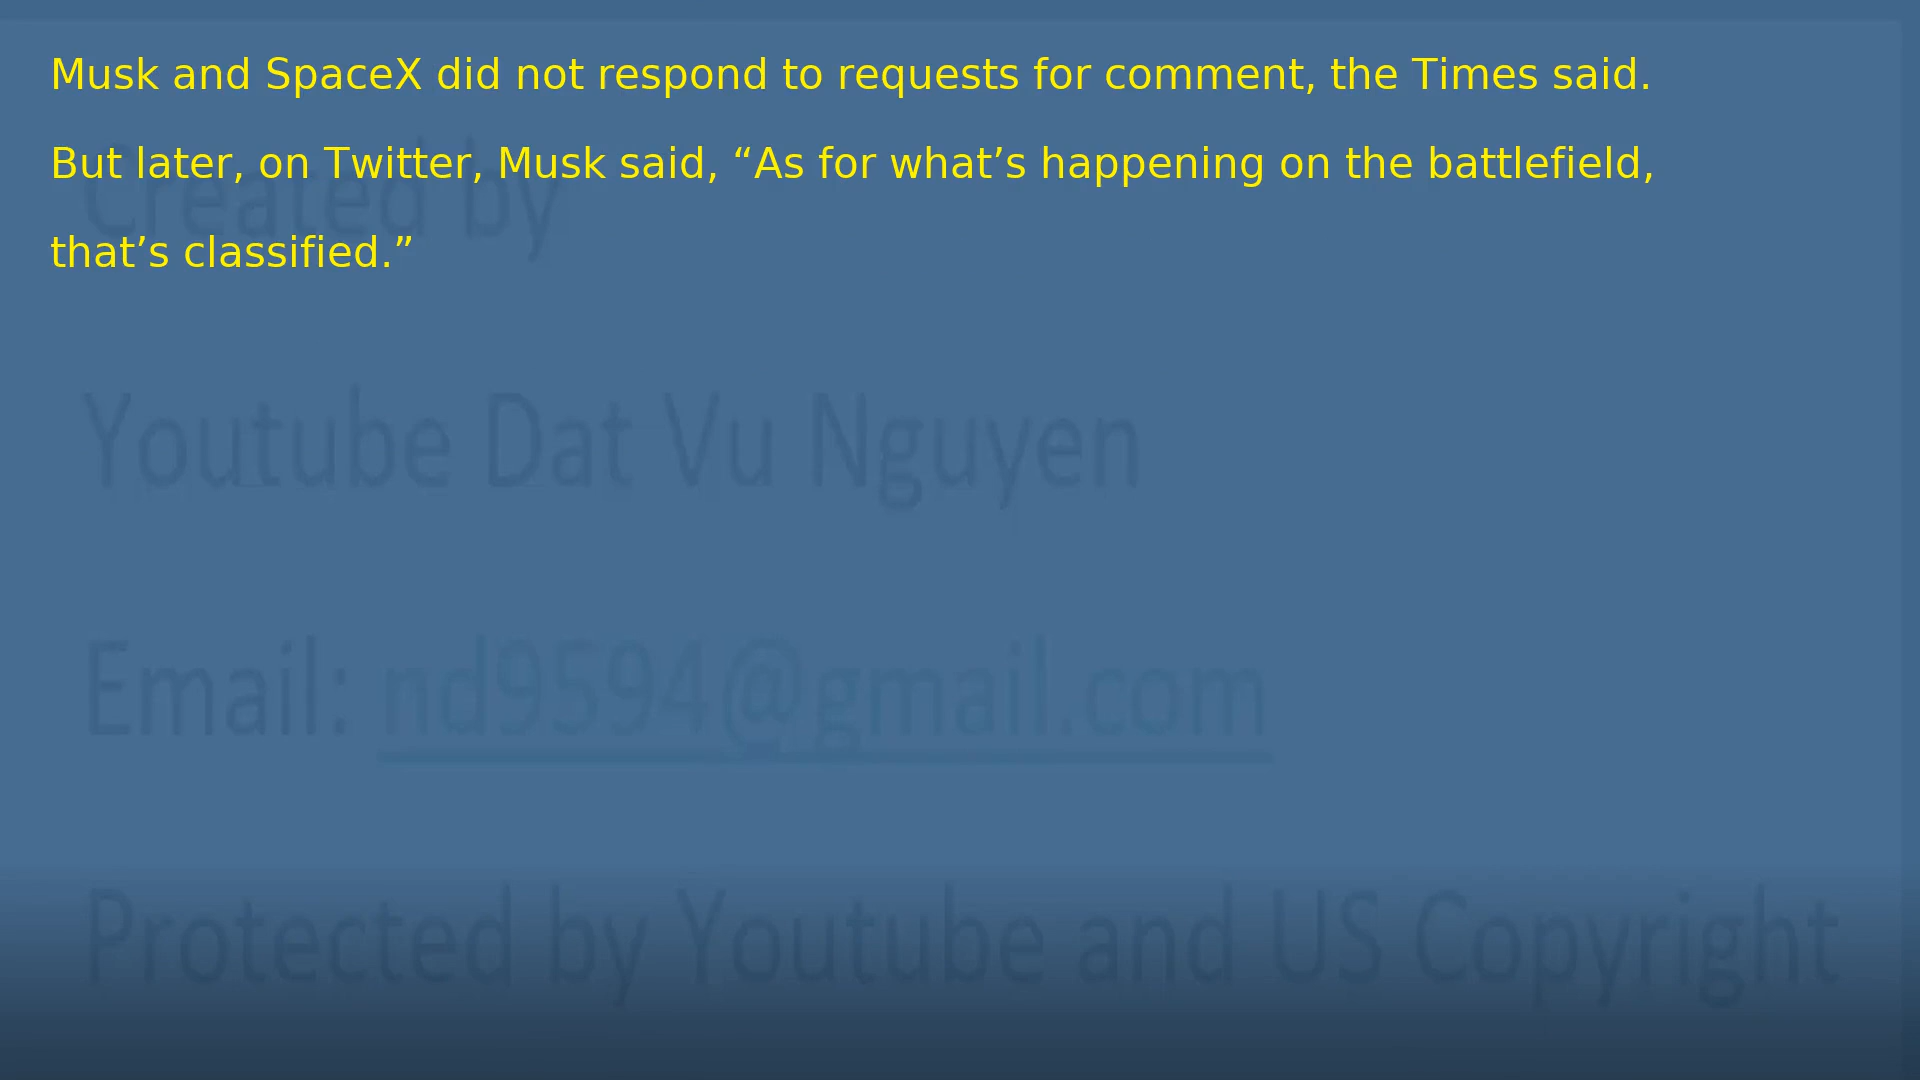 Musk and SpaceX did not respond to requests for comment, the Times said.
But later, on Twitter, Musk said, “As for what’s happening on the battlefield,
that’s classified.”
Created by
Youtube Dat Vu Nguyen
Email: nd9594@gmail.com
Protected by Youtube and US Copyright